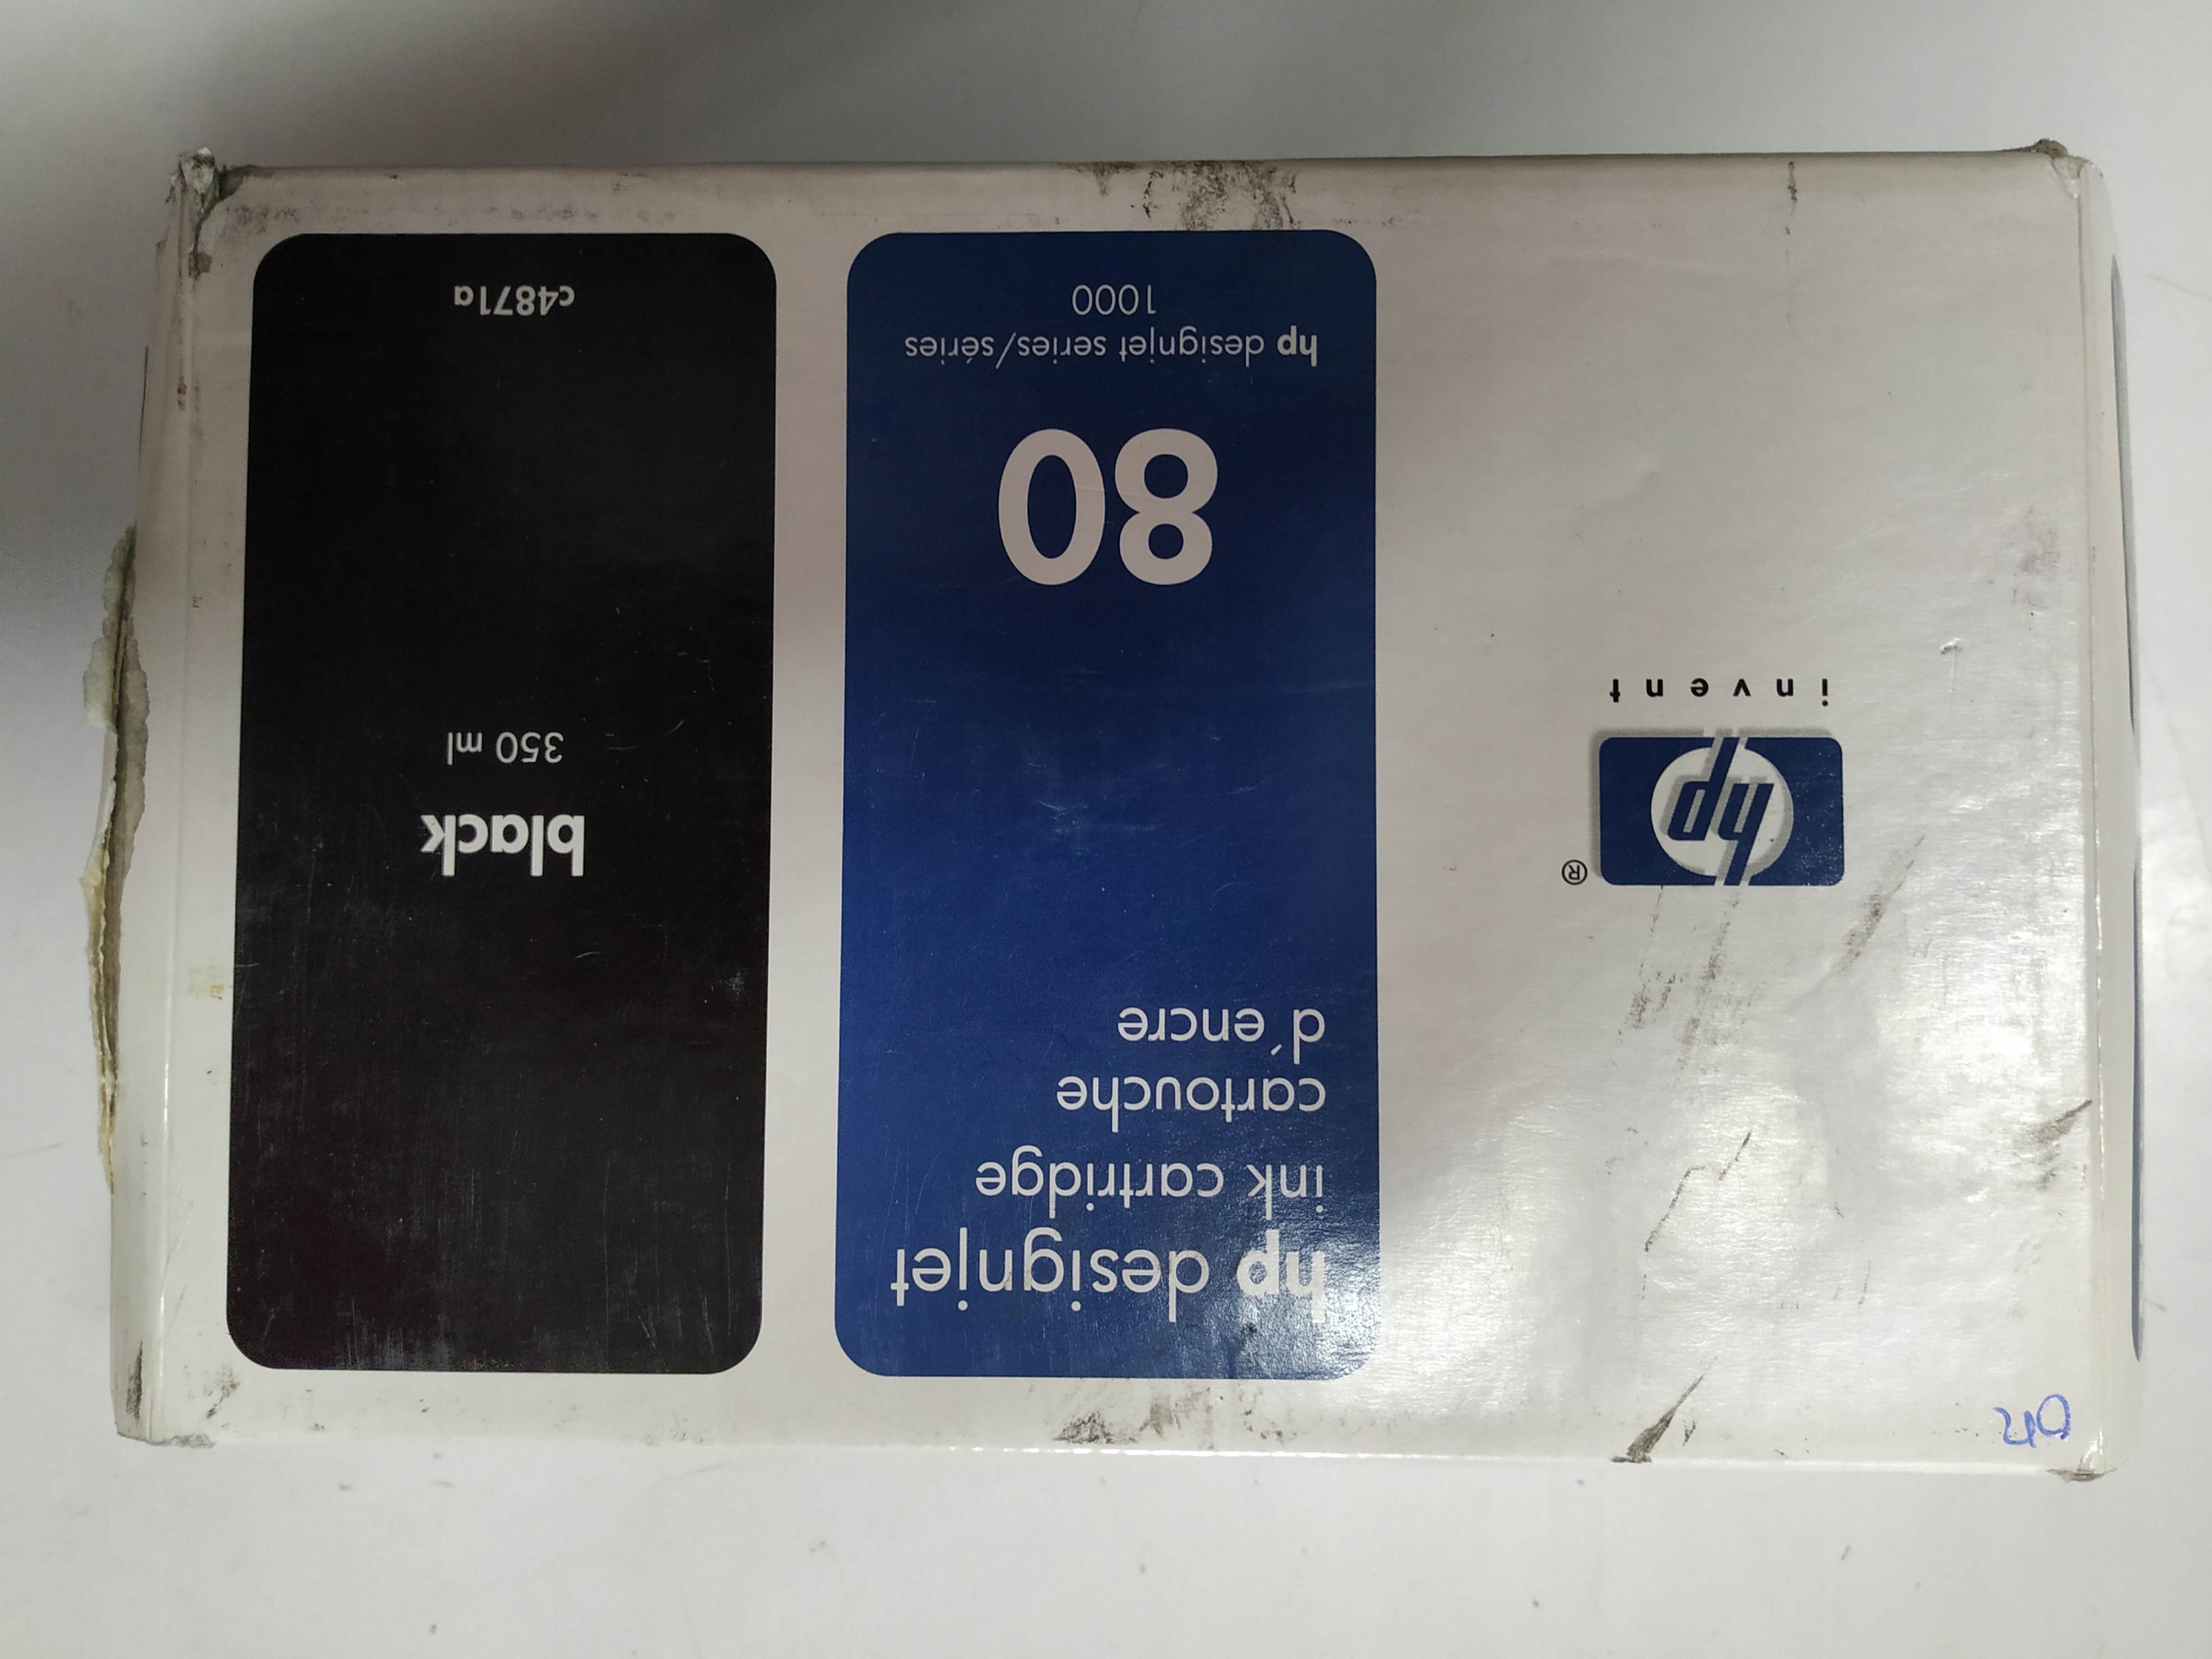 hp
®
invent
hp designjet
ink cartridge
cartouche
d'encre
80
hp designjet series/séries
1000
black
350 ml
c4871a